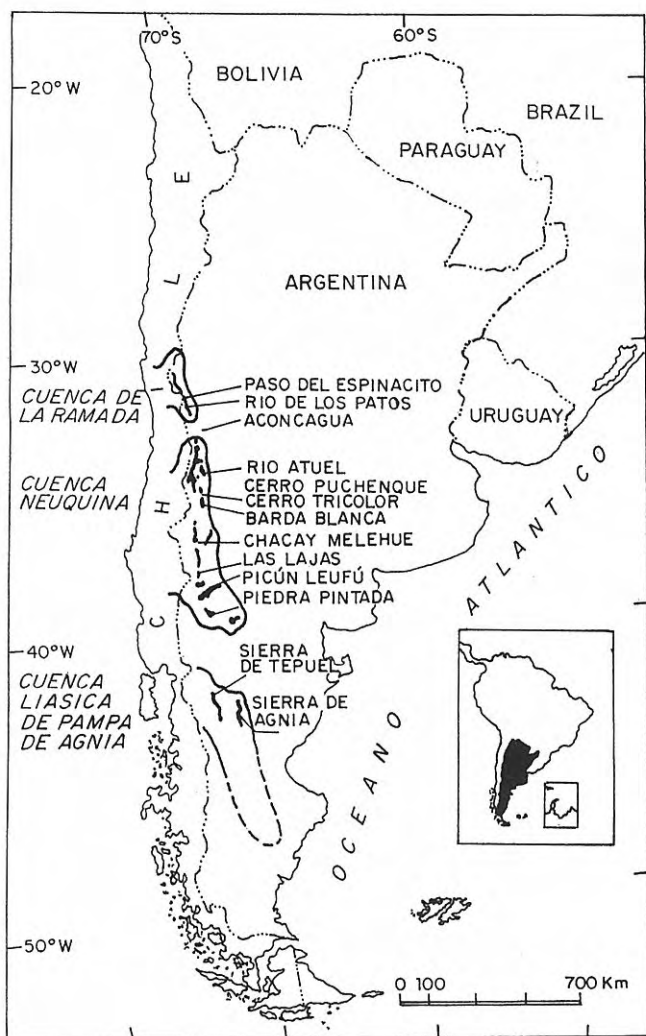 70°S
60°S
BOLIVIA
20°W
BRAZIL
PARAGUAY
ARGENTINA
CHILE
30°W
CUENCA DE
LA RAMADA
PASO DEL ESPINACITO
RIO DE LOS PATOS
ACONCAGUA
URUGUAY
CUENCA
NEUQUINA
RIO ATUEL
CERRO PUCHENQUE
CERRO TRICOLOR
BARDA BLANCA
CHACAY MELEHUE
LAS LAJAS
PICÚN LEUFÚ
PIEDRA PINTADA
OCEANO ATLANTICO
40°W
SIERRA
DE TEPUEL
CUENCA
LIASICA
DE PAMPA
DE AGNIA
SIERRA DE
AGNIA
50°W
0 100 700 Km